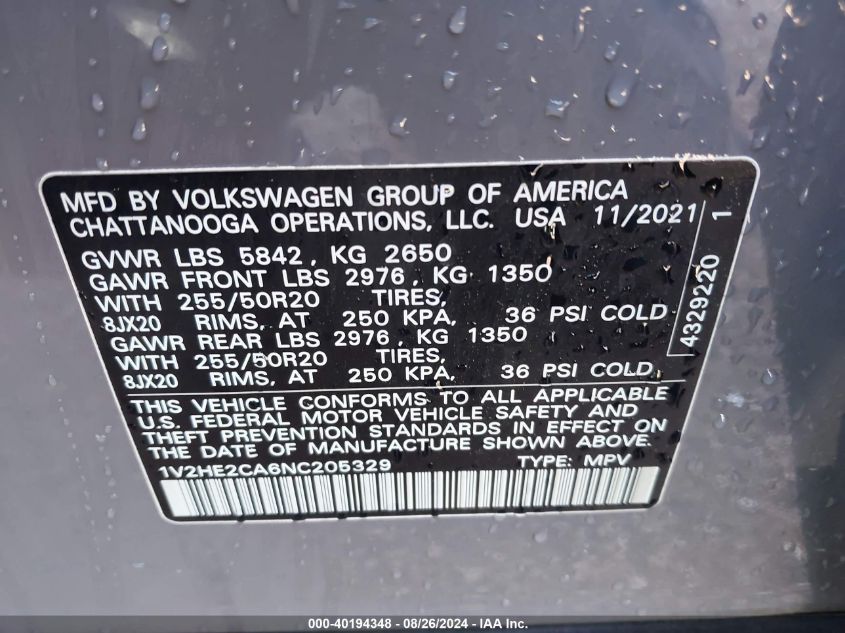 MFD BY VOLKSWAGEN GROUP OF AMERICA
CHATTANOOGA OPERATIONS, LLC. USA 11/2021
GVWR LBS 5842, KG 2650
GAWR FRONT LBS 2976, KG 1350
WITH 255/50R20 TIRES,
8JX20 RIMS, AT 250 KPA, 36 PSI COLD
GAWR REAR LBS 2976, KG 1350
WITH 255/50R20 TIRES,
8JX20 RIMS, AT 250 KPA, 36 PSI COLD,
THIS VEHICLE CONFORMS TO ALL APPLICABLE
U.S. FEDERAL MOTOR VEHICLE SAFETY AND
THEFT PREVENTION STANDARDS IN EFFECT ON
THE DATE OF MANUFACTURE SHOWN ABOVE.
1V2HE2CA6NC205329 TYPE: MPV
4329220 1
000-40194348 - 08/26/2024 - IAA Inc.